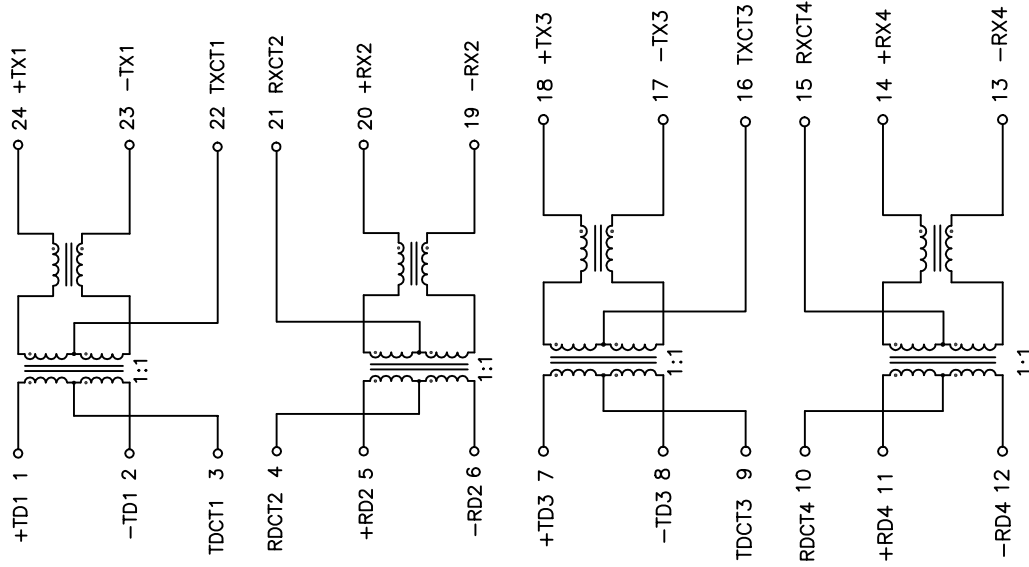 24 +TX1
23 −TX1
22 TXCT1
21 RXCT2
20 +RX2
19 −RX2
18 +TX3
17 −TX3
16 TXCT3
15 RXCT4
14 +RX4
13 −RX4
1:1
1:1
1:1
1:1
+TD1 1
−TD1 2
TDCT1 3
RDCT2 4
+RD2 5
−RD2 6
+TD3 7
−TD3 8
TDCT3 9
RDCT4 10
+RD4 11
−RD4 12